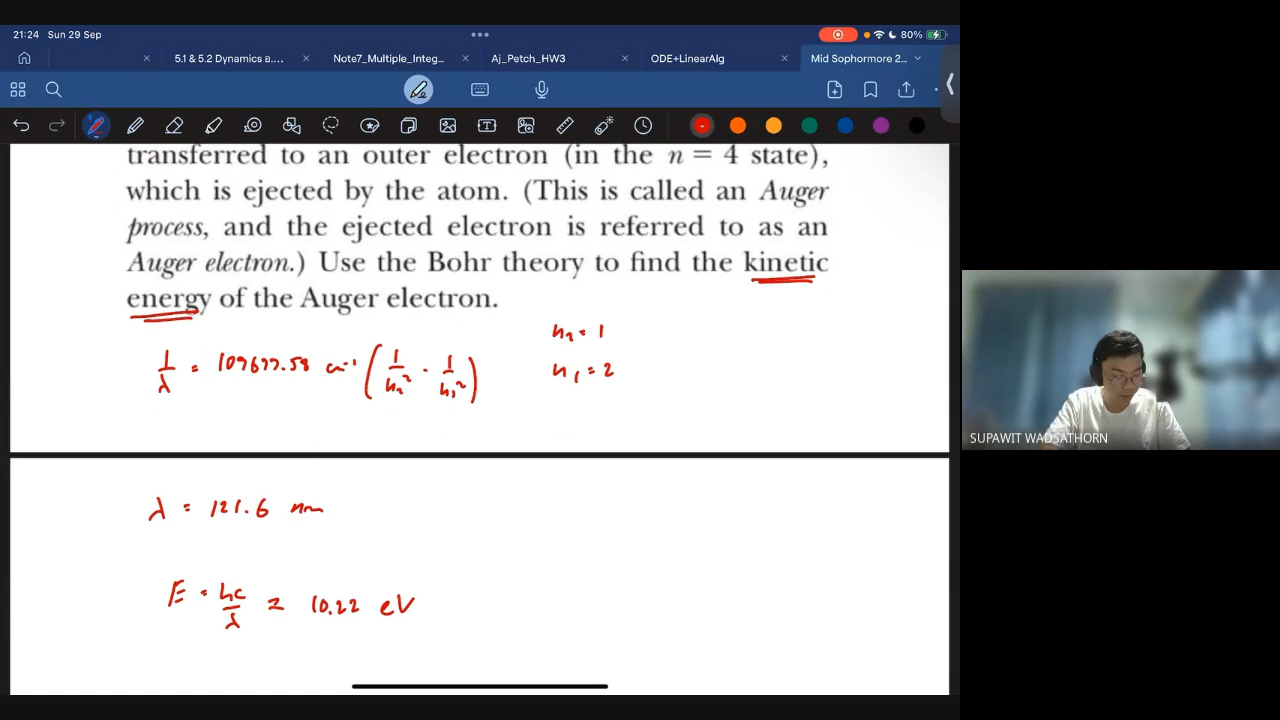 21:24 Sun 29 Sep
80%
5.1 & 5.2 Dynamics a....
Note7_Multiple_Integ...
Aj_Petch_HW3
ODE+LinearAlg
Mid Sophormore 2...
transferred to an outer electron (in the n = 4 state),
which is ejected by the atom. (This is called an Auger
process, and the ejected electron is referred to as an
Auger electron.) Use the Bohr theory to find the kinetic
energy of the Auger electron.
1/λ = 109677.58 cm⁻¹ (1/n₂² - 1/n₁²)
n₂ = 1
n₁ = 2
λ = 121.6 nm
E = hc/λ = 10.22 eV
SUPAWIT WADSATHORN